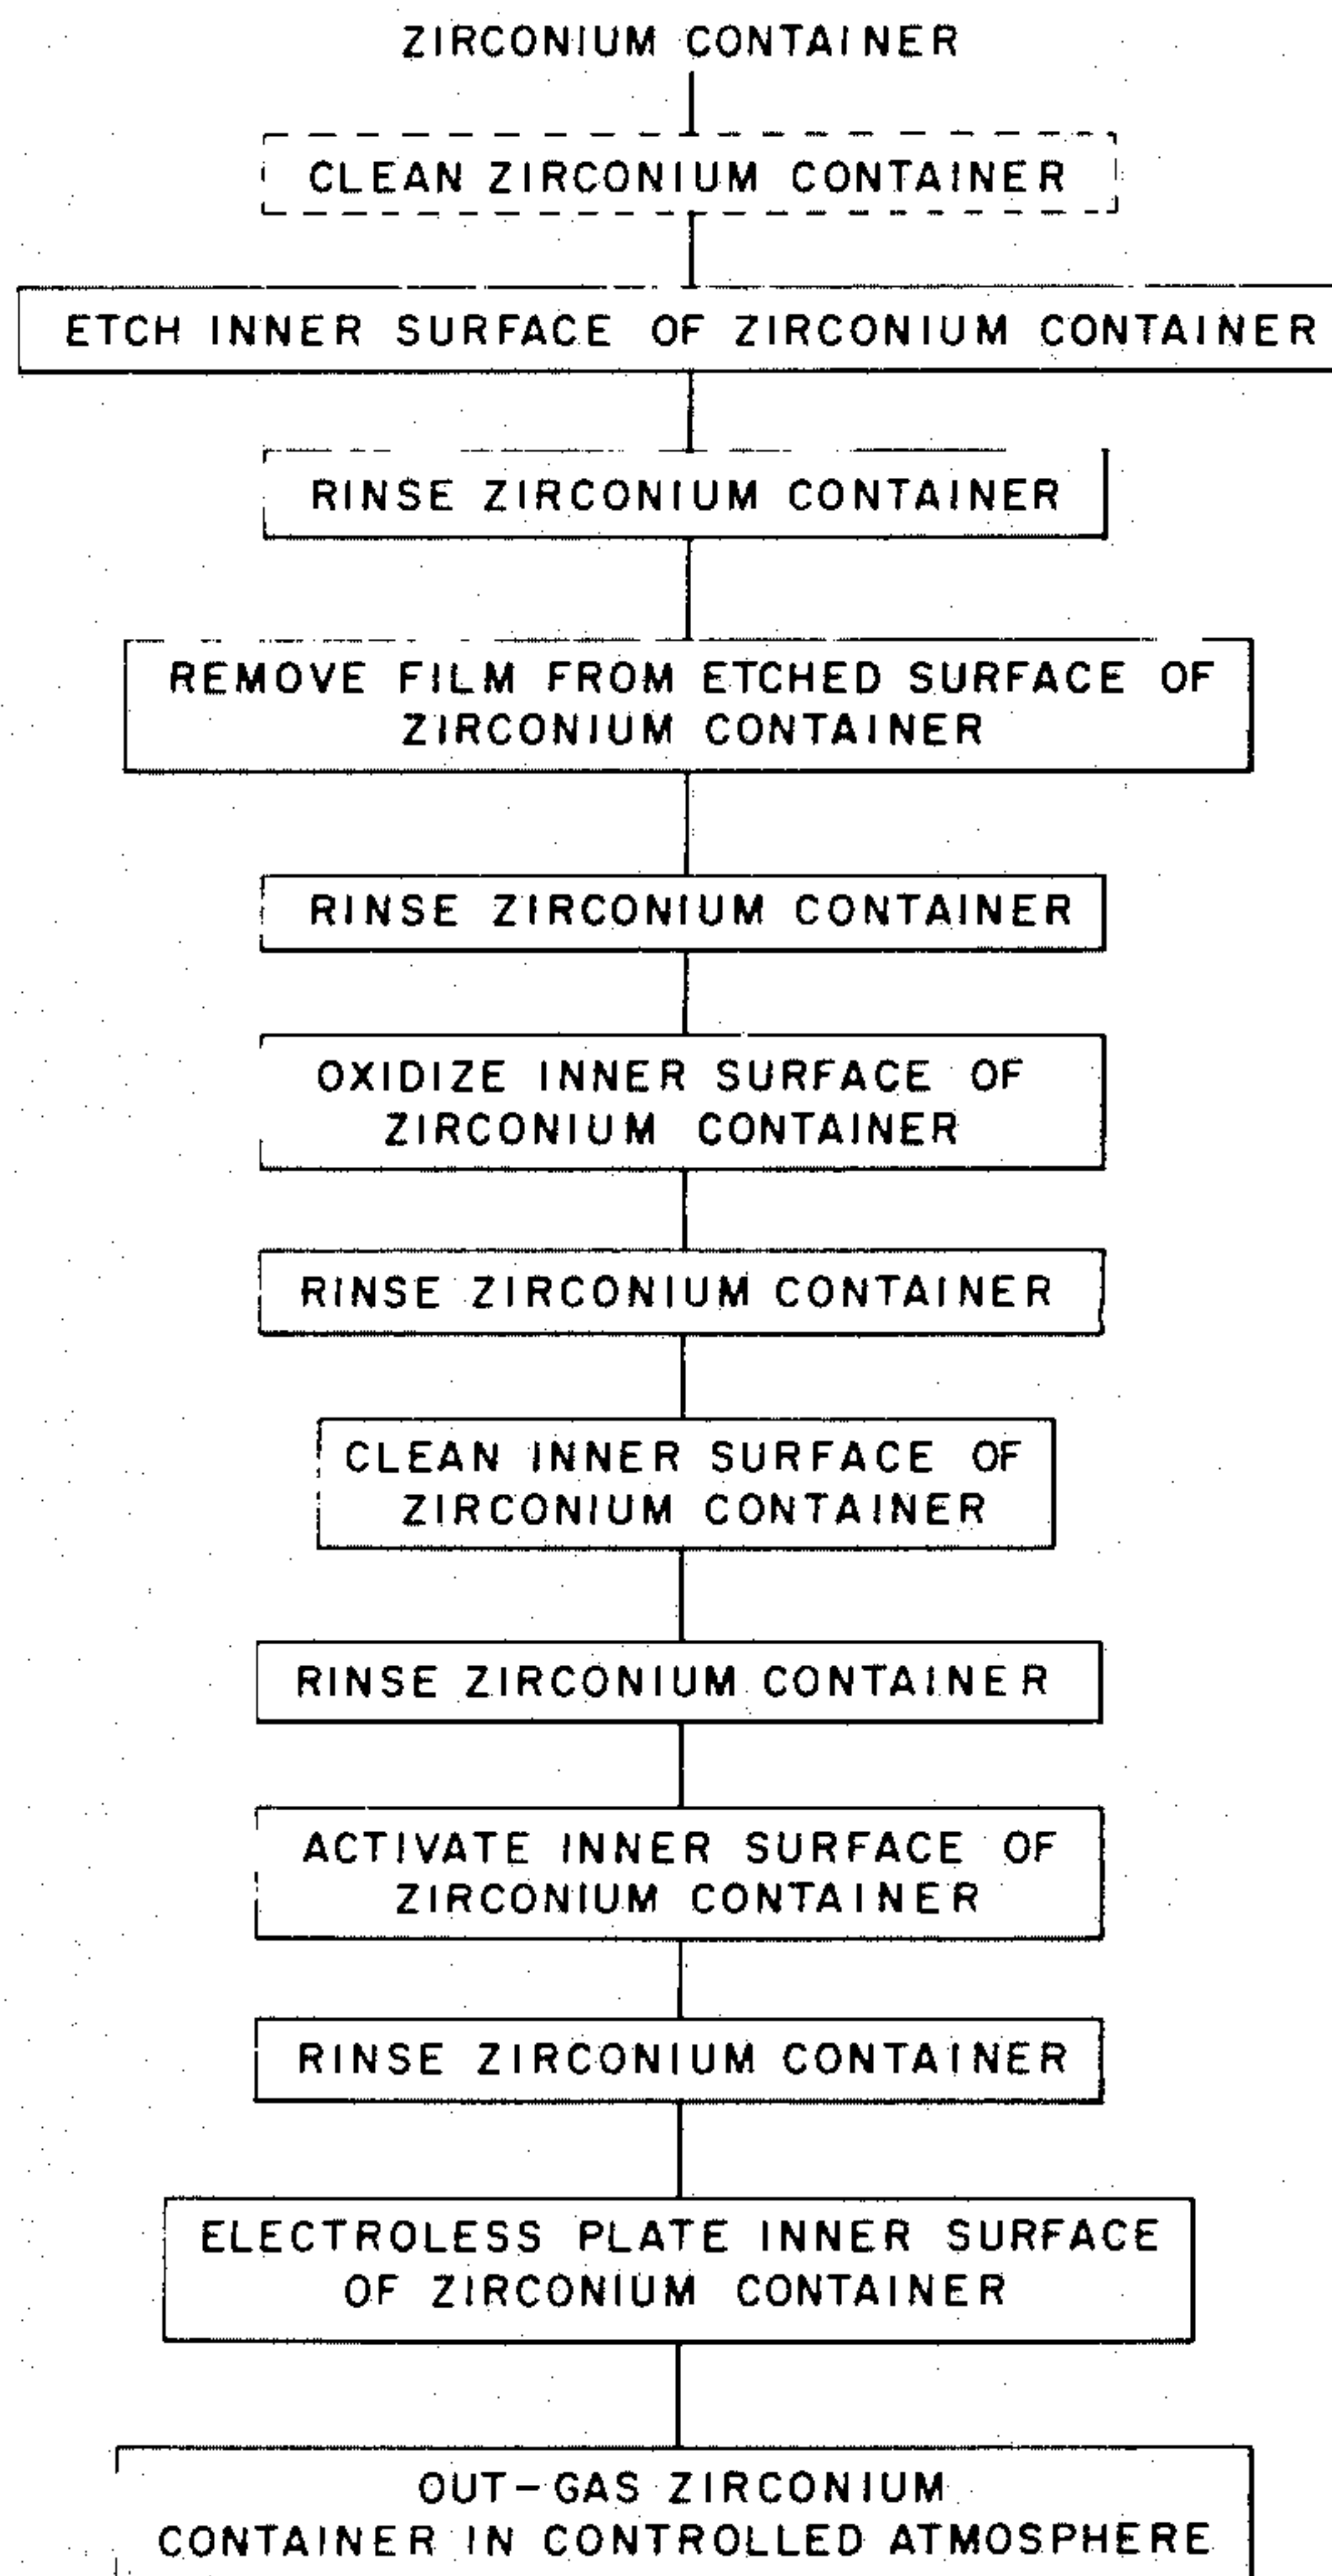 ZIRCONIUM CONTAINER
CLEAN ZIRCONIUM CONTAINER
ETCH INNER SURFACE OF ZIRCONIUM CONTAINER
RINSE ZIRCONIUM CONTAINER
REMOVE FILM FROM ETCHED SURFACE OF
ZIRCONIUM CONTAINER
RINSE ZIRCONIUM CONTAINER
OXIDIZE INNER SURFACE OF
ZIRCONIUM CONTAINER
RINSE ZIRCONIUM CONTAINER
CLEAN INNER SURFACE OF
ZIRCONIUM CONTAINER
RINSE ZIRCONIUM CONTAINER
ACTIVATE INNER SURFACE OF
ZIRCONIUM CONTAINER
RINSE ZIRCONIUM CONTAINER
ELECTROLESS PLATE INNER SURFACE
OF ZIRCONIUM CONTAINER
OUT-GAS ZIRCONIUM
CONTAINER IN CONTROLLED ATMOSPHERE